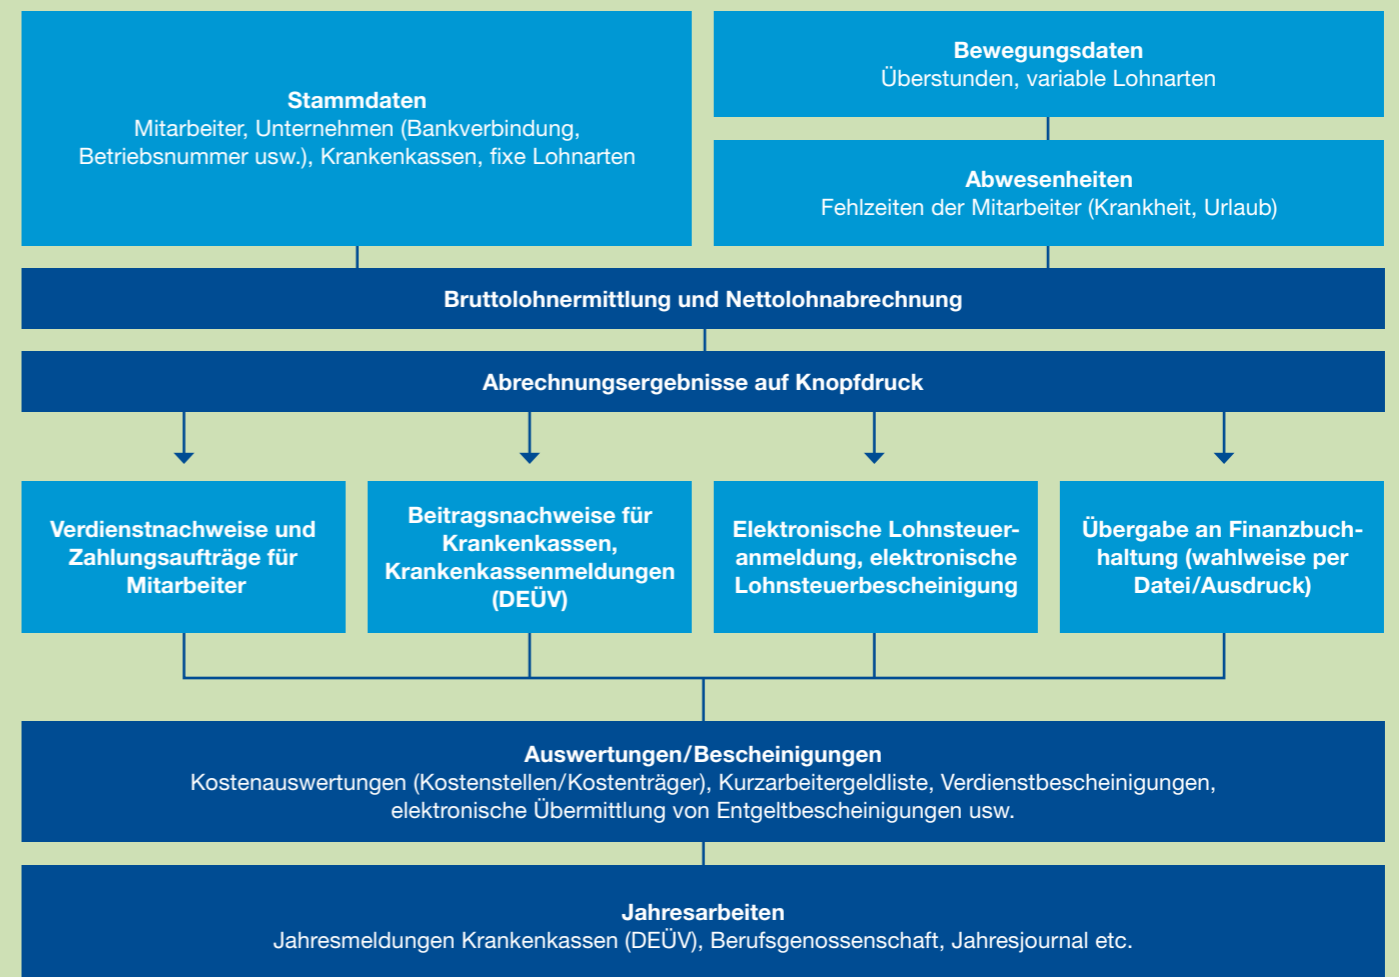 Stammdaten
Mitarbeiter, Unternehmen (Bankverbindung,
Betriebsnummer usw.), Krankenkassen, fixe Lohnarten
Bewegungsdaten
Überstunden, variable Lohnarten
Abwesenheiten
Fehlzeiten der Mitarbeiter (Krankheit, Urlaub)
Bruttolohnermittlung und Nettolohnabrechnung
Abrechnungsergebnisse auf Knopfdruck
Verdienstnachweise und
Zahlungsaufträge für
Mitarbeiter
Beitragsnachweise für
Krankenkassen,
Krankenkassenmeldungen
(DEÜV)
Elektronische Lohnsteuer-
anmeldung, elektronische
Lohnsteuerbescheinigung
Übergabe an Finanzbuch-
haltung (wahlweise per
Datei/Ausdruck)
Auswertungen/Bescheinigungen
Kostenauswertungen (Kostenstellen/Kostenträger), Kurzarbeitergeldliste, Verdienstbescheinigungen,
elektronische Übermittlung von Entgeltbescheinigungen usw.
Jahresarbeiten
Jahresmeldungen Krankenkassen (DEÜV), Berufsgenossenschaft, Jahresjournal etc.